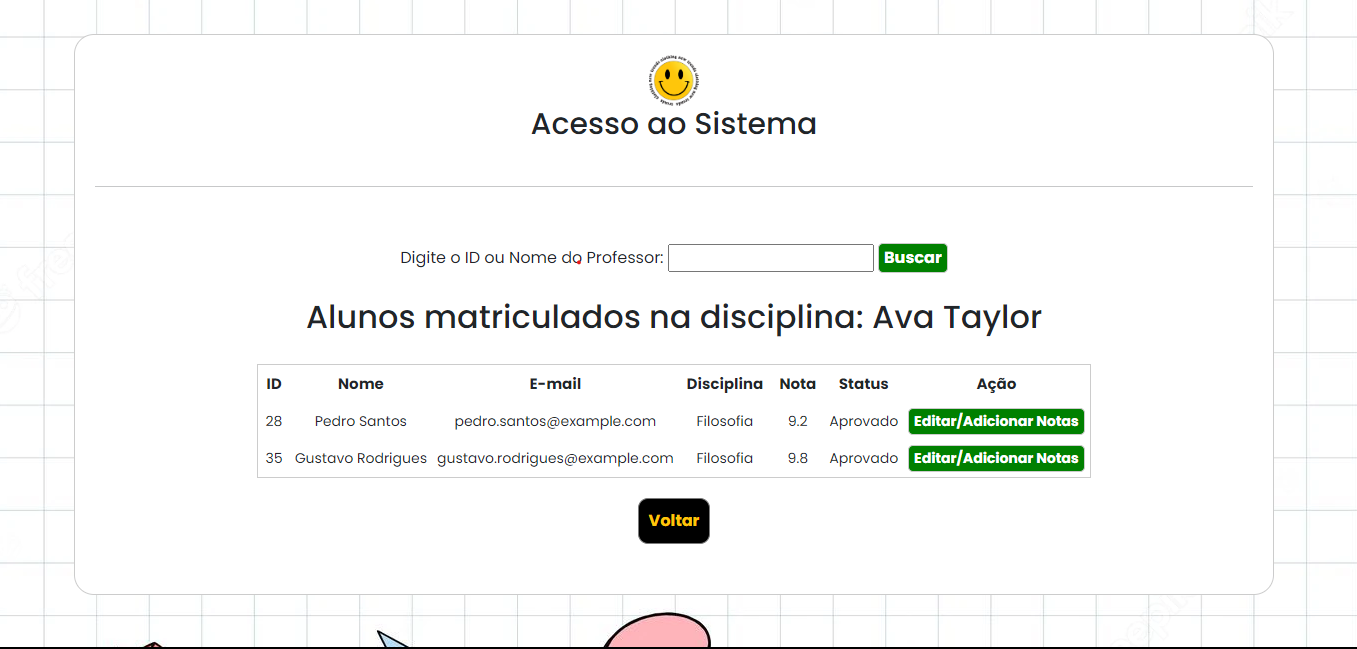 Acesso ao Sistema
Digite o ID ou Nome do Professor: Buscar
Alunos matriculados na disciplina: Ava Taylor
ID Nome E-mail Disciplina Nota Status Ação
28 Pedro Santos pedro.santos@example.com Filosofia 9.2 Aprovado Editar/Adicionar Notas
35 Gustavo Rodrigues gustavo.rodrigues@example.com Filosofia 9.8 Aprovado Editar/Adicionar Notas
Voltar